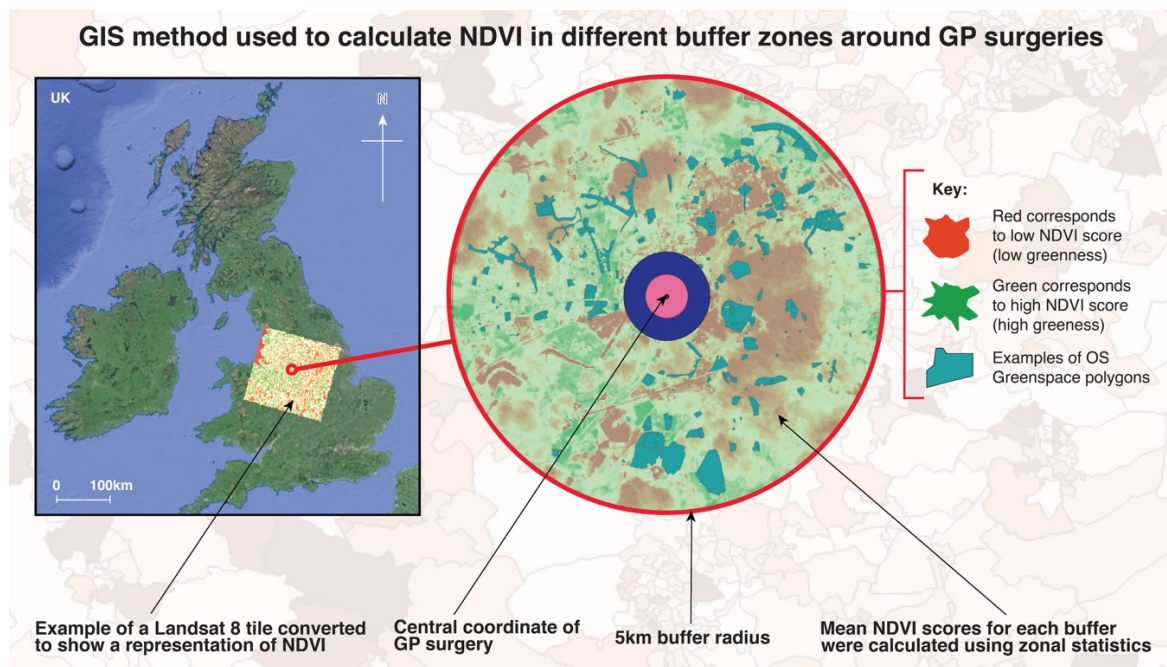 GIS method used to calculate NDVI in different buffer zones around GP surgeries
UK
N
0 100km
Key:
Red corresponds
to low NDVI score
(low greenness)
Green corresponds
to high NDVI score
(high greeness)
Examples of OS
Greenspace polygons
Example of a Landsat 8 tile converted
to show a representation of NDVI
Central coordinate of
GP surgery
5km buffer radius
Mean NDVI scores for each buffer
were calculated using zonal statistics